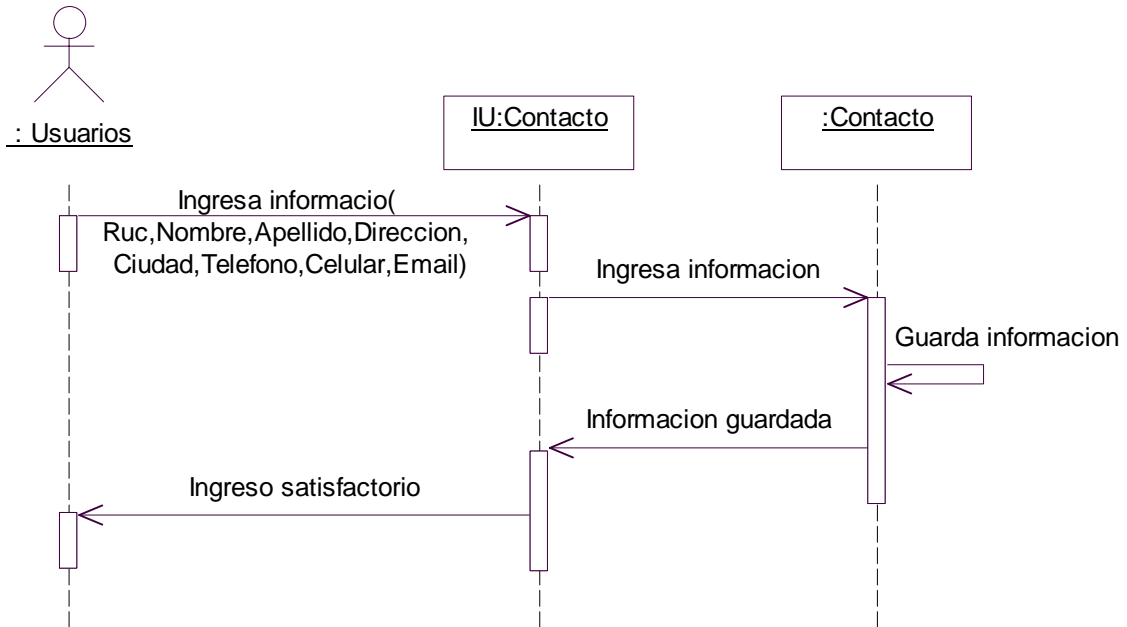 : Usuarios
IU:Contacto
:Contacto
Ingresa informacio(
Ruc,Nombre,Apellido,Direccion,
Ciudad,Telefono,Celular,Email)
Ingresa informacion
Guarda informacion
Informacion guardada
Ingreso satisfactorio